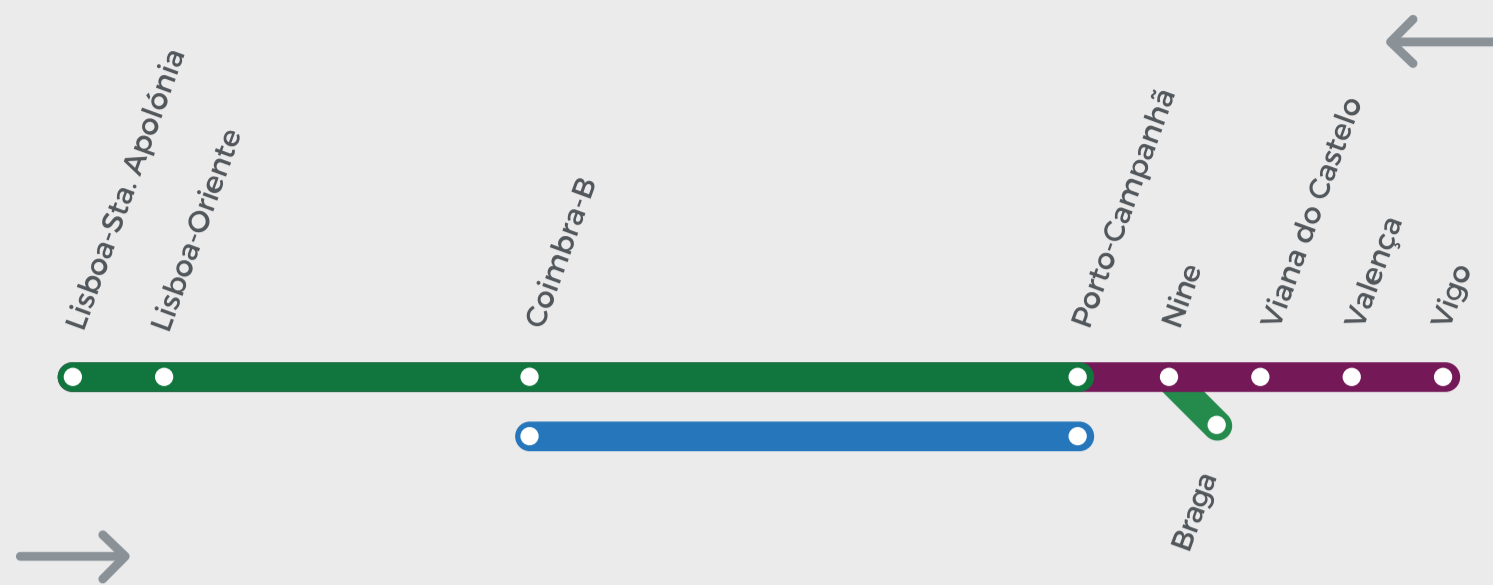 Lisboa-Sta. Apolónia
Lisboa-Oriente
Coimbra-B
Porto-Campanhã
Nine
Viana do Castelo
Valença
Vigo
Braga